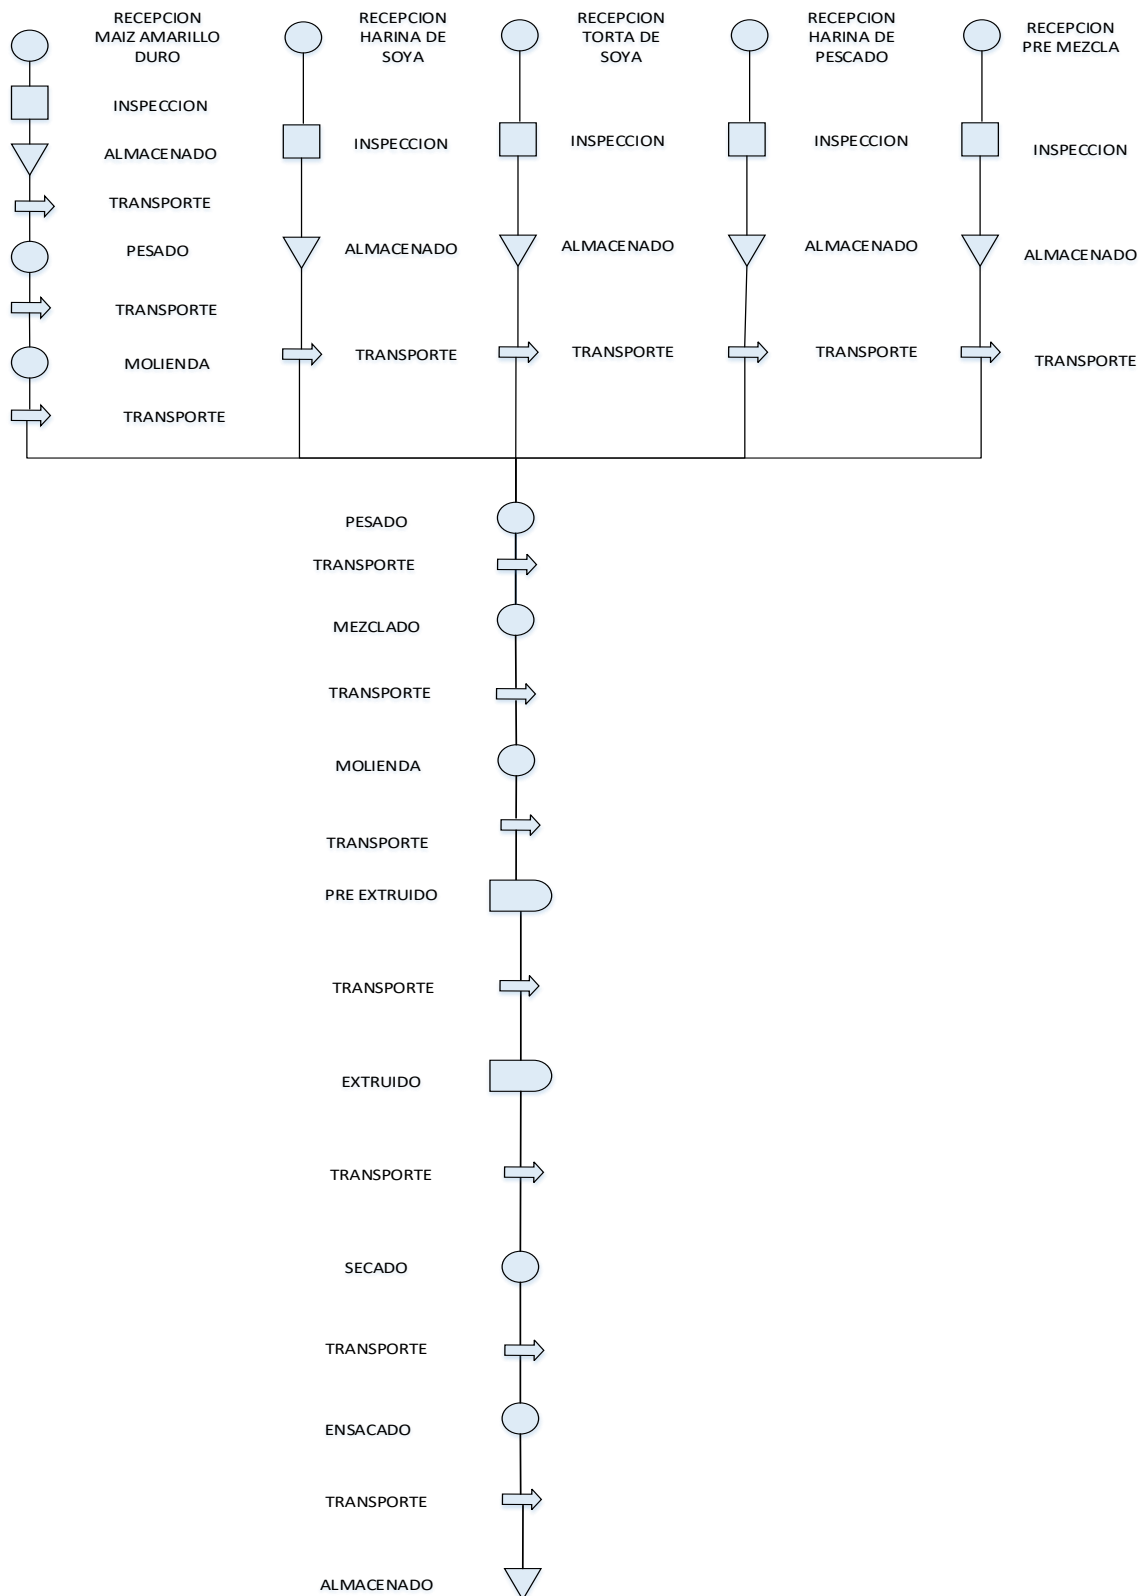 RECEPCION
MAIZ AMARILLO
DURO
INSPECCION
ALMACENADO
TRANSPORTE
PESADO
TRANSPORTE
MOLIENDA
TRANSPORTE
RECEPCION
HARINA DE
SOYA
INSPECCION
ALMACENADO
TRANSPORTE
RECEPCION
TORTA DE
SOYA
INSPECCION
ALMACENADO
TRANSPORTE
RECEPCION
HARINA DE
PESCADO
INSPECCION
ALMACENADO
TRANSPORTE
RECEPCION
PRE MEZCLA
INSPECCION
ALMACENADO
TRANSPORTE
PESADO
TRANSPORTE
MEZCLADO
TRANSPORTE
MOLIENDA
TRANSPORTE
PRE EXTRUIDO
TRANSPORTE
EXTRUIDO
TRANSPORTE
SECADO
TRANSPORTE
ENSACADO
TRANSPORTE
ALMACENADO